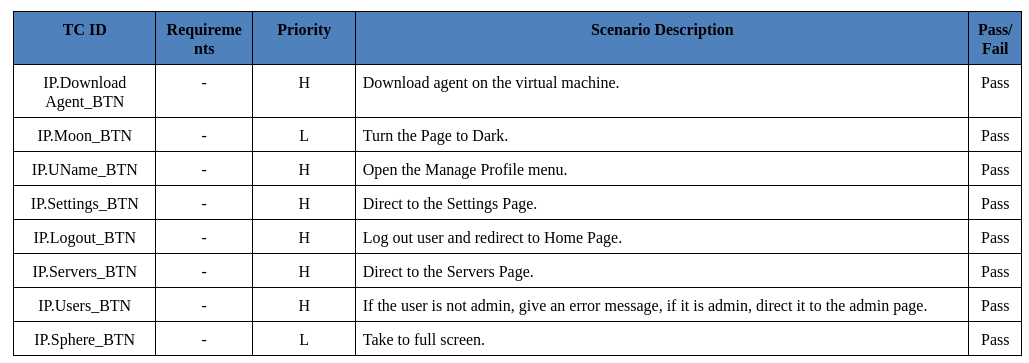 TC ID Requireme Priority Scenario Description Pass/
nts Fail
IP.Download - H Download agent on the virtual machine. Pass
Agent_BTN
IP.Moon_BTN - L Turn the Page to Dark. Pass
IP.UName_BTN - H Open the Manage Profile menu. Pass
IP.Settings_BTN - H Direct to the Settings Page. Pass
IP.Logout_BTN - H Log out user and redirect to Home Page. Pass
IP.Servers_BTN - H Direct to the Servers Page. Pass
IP.Users_BTN - H If the user is not admin, give an error message, if it is admin, direct it to the admin page. Pass
IP.Sphere_BTN - L Take to full screen. Pass